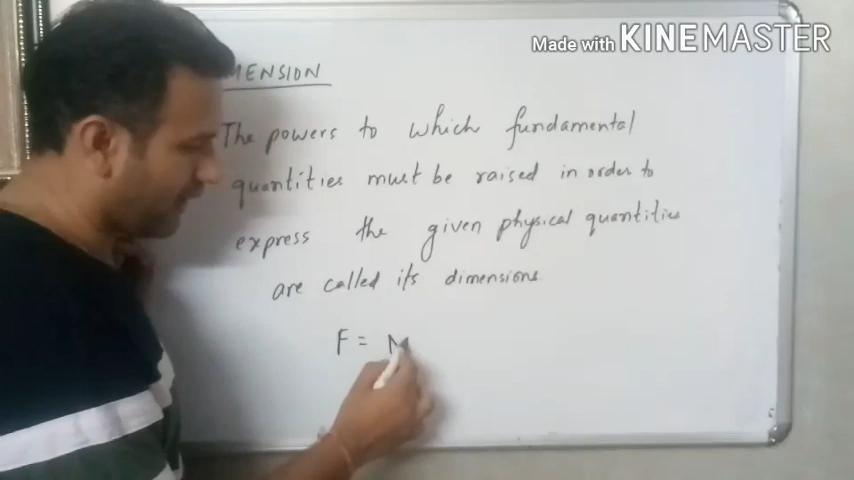 Made with KINEMASTER
MENSION
The powers to which fundamental
quantities must be raised in order to
express the given physical quantities
are called its dimensions
F = M